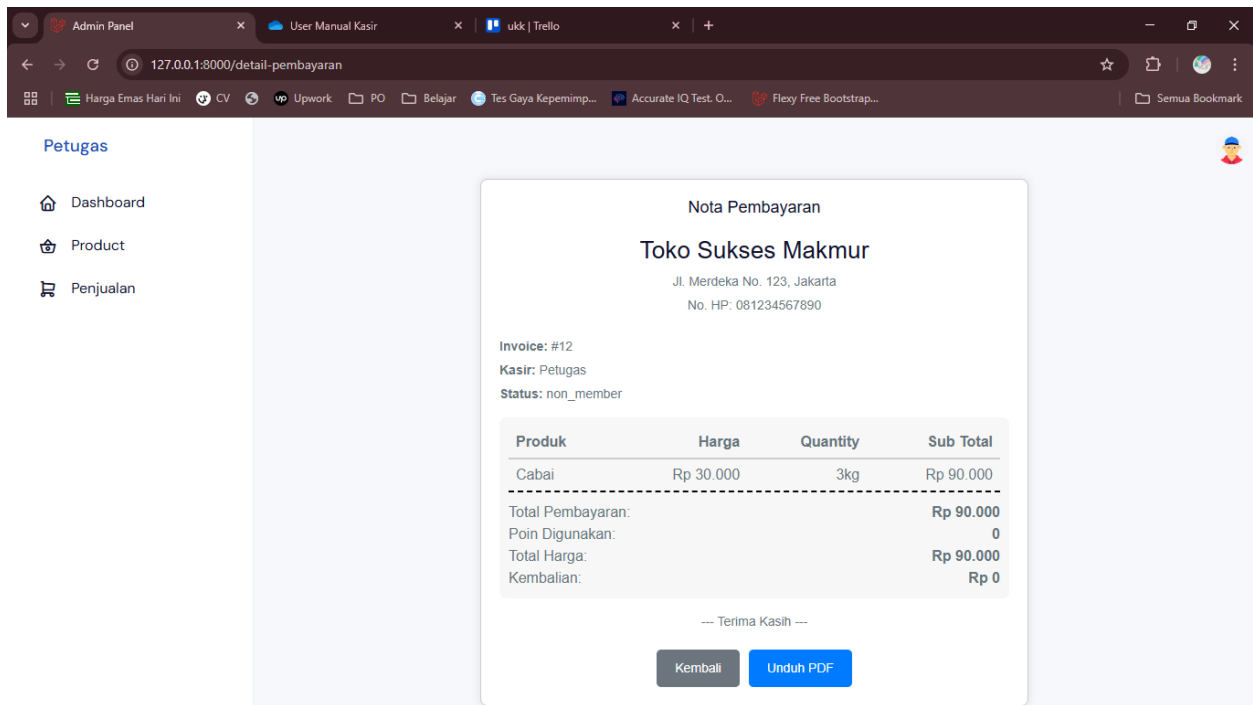 Admin Panel
User Manual Kasir
ukk | Trello
127.0.0.1:8000/detail-pembayaran
Harga Emas Hari Ini CV Upwork PO Belajar Tes Gaya Kepemimp... Accurate IQ Test. O... Flexy Free Bootstrap... Semua Bookmark
Petugas
Dashboard
Product
Penjualan
Nota Pembayaran
Toko Sukses Makmur
Jl. Merdeka No. 123, Jakarta
No. HP: 081234567890
Invoice: #12
Kasir: Petugas
Status: non_member
Produk Harga Quantity Sub Total
Cabai Rp 30.000 3kg Rp 90.000
Total Pembayaran: Rp 90.000
Poin Digunakan: 0
Total Harga: Rp 90.000
Kembalian: Rp 0
--- Terima Kasih ---
Kembali Unduh PDF